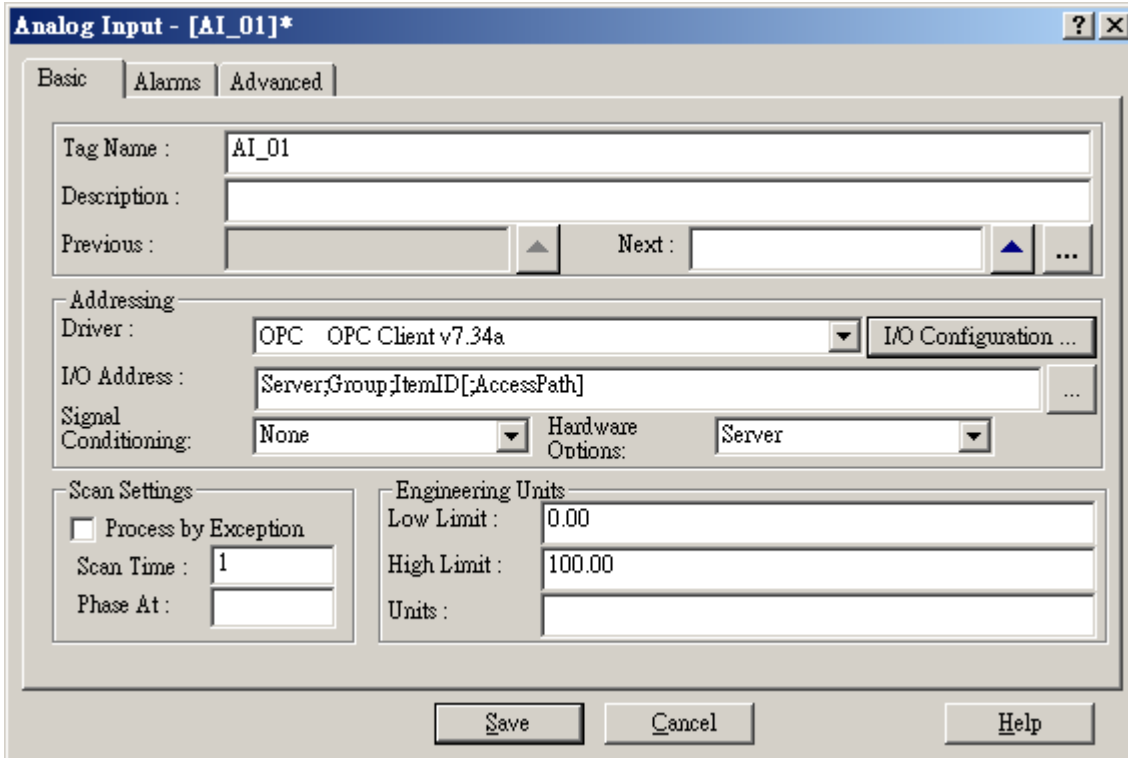 Analog Input - [AI_01]*
Basic Alarms Advanced
Tag Name : AI_01
Description :
Previous : Next : ...
Addressing
Driver : OPC OPC Client v7.34a I/O Configuration ...
I/O Address : Server;Group;ItemID[;AccessPath] ...
Signal Conditioning: None Hardware Options: Server
Scan Settings
Process by Exception
Scan Time : 1
Phase At :
Engineering Units
Low Limit : 0.00
High Limit : 100.00
Units :
Save Cancel Help